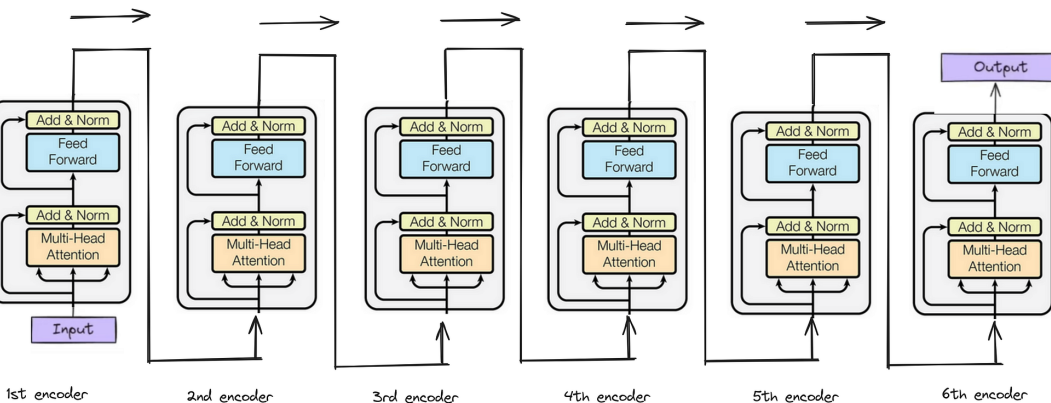 Add & Norm
Feed
Forward
Add & Norm
Multi-Head
Attention
Input
1st encoder
Add & Norm
Feed
Forward
Add & Norm
Multi-Head
Attention
2nd encoder
Add & Norm
Feed
Forward
Add & Norm
Multi-Head
Attention
3rd encoder
Add & Norm
Feed
Forward
Add & Norm
Multi-Head
Attention
4th encoder
Add & Norm
Feed
Forward
Add & Norm
Multi-Head
Attention
5th encoder
Output
Add & Norm
Feed
Forward
Add & Norm
Multi-Head
Attention
6th encoder